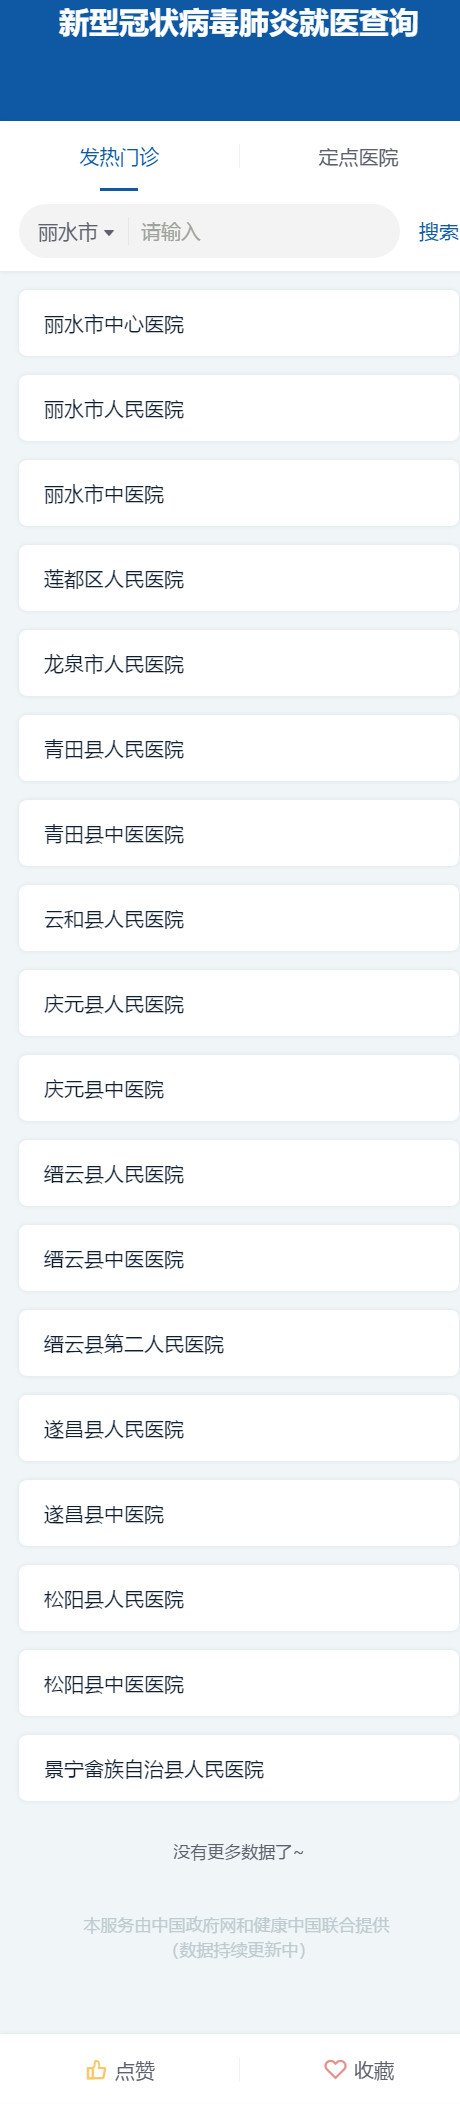 新型冠状病毒肺炎就医查询
发热门诊 定点医院
丽水市 请输入 搜索
丽水市中心医院
丽水市人民医院
丽水市中医院
莲都区人民医院
龙泉市人民医院
青田县人民医院
青田县中医医院
云和县人民医院
庆元县人民医院
庆元县中医院
缙云县人民医院
缙云县中医医院
缙云县第二人民医院
遂昌县人民医院
遂昌县中医院
松阳县人民医院
松阳县中医医院
景宁畲族自治县人民医院
没有更多数据了~
本服务由中国政府网和健康中国联合提供
（数据持续更新中）
点赞 收藏